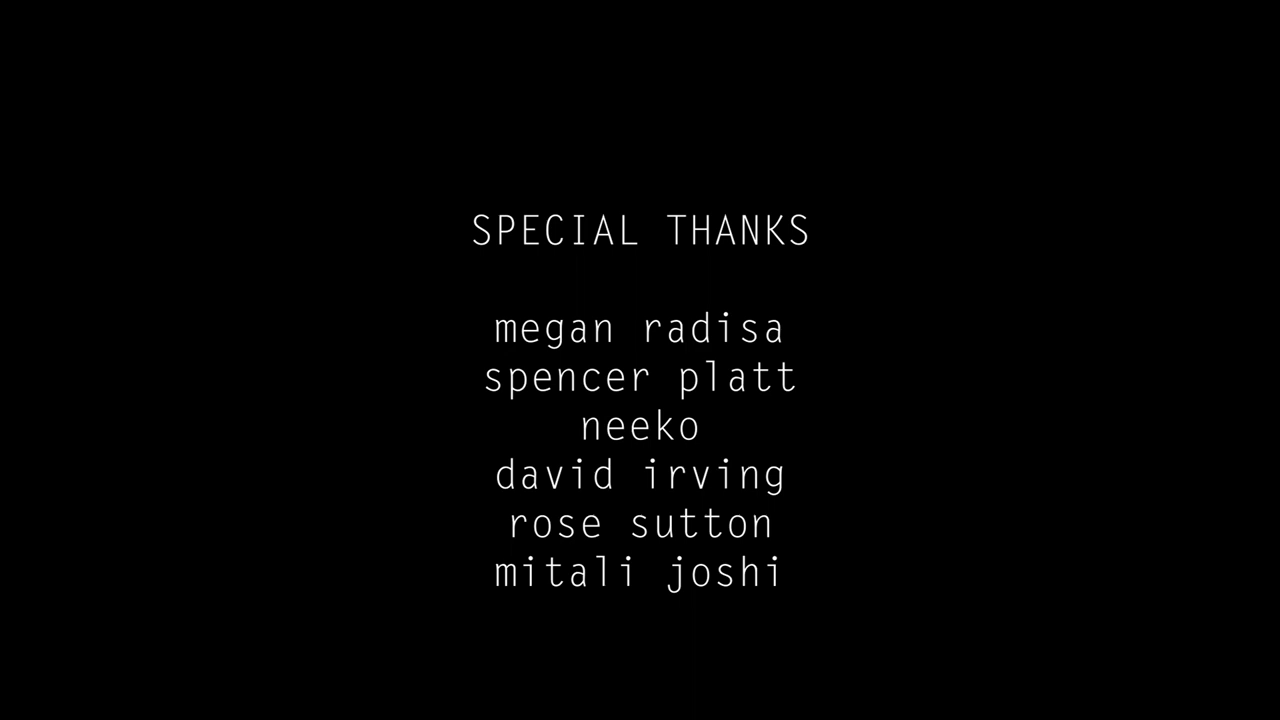 SPECIAL THANKS
megan radisa
spencer platt
neeko
david irving
rose sutton
mitali joshi